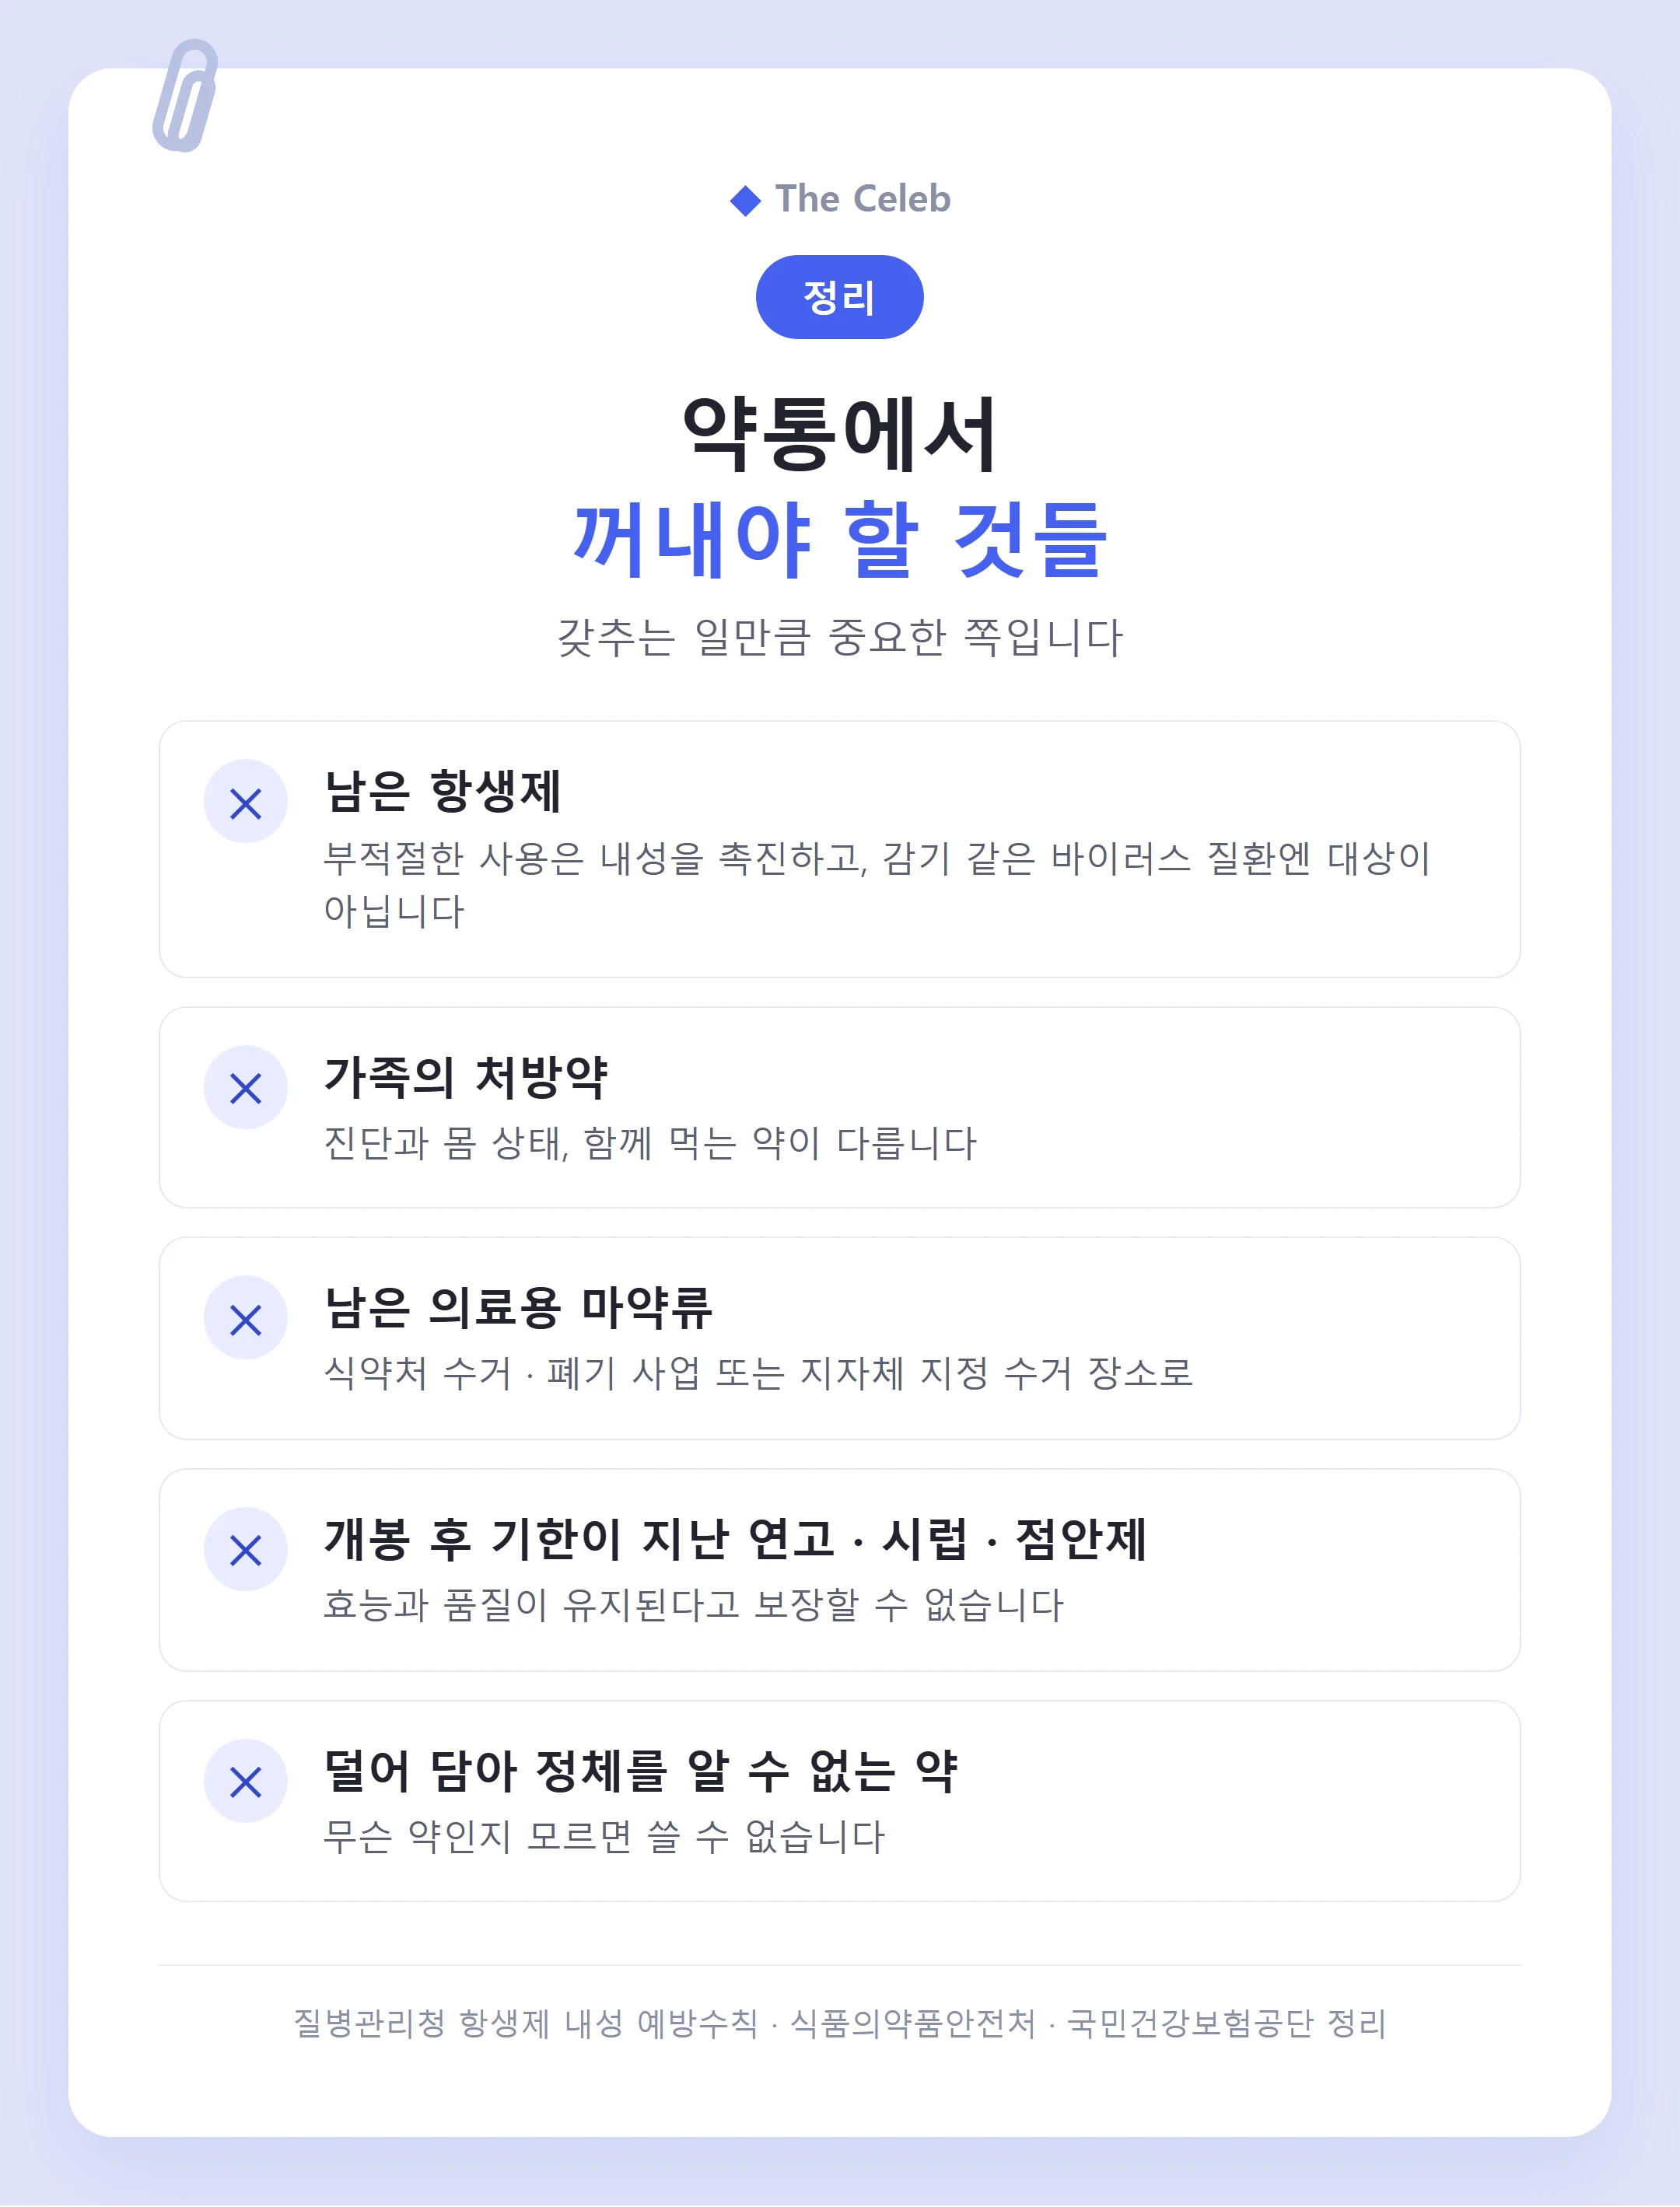 ◆ The Celeb
정리
약통에서
꺼내야 할 것들
갖추는 일만큼 중요한 쪽입니다
× 남은 항생제
부적절한 사용은 내성을 촉진하고, 감기 같은 바이러스 질환엔 대상이
아닙니다
× 가족의 처방약
진단과 몸 상태, 함께 먹는 약이 다릅니다
× 남은 의료용 마약류
식약처 수거 · 폐기 사업 또는 지자체 지정 수거 장소로
× 개봉 후 기한이 지난 연고 · 시럽 · 점안제
효능과 품질이 유지된다고 보장할 수 없습니다
× 덜어 담아 정체를 알 수 없는 약
무슨 약인지 모르면 쓸 수 없습니다
질병관리청 항생제 내성 예방수칙 · 식품의약품안전처 · 국민건강보험공단 정리